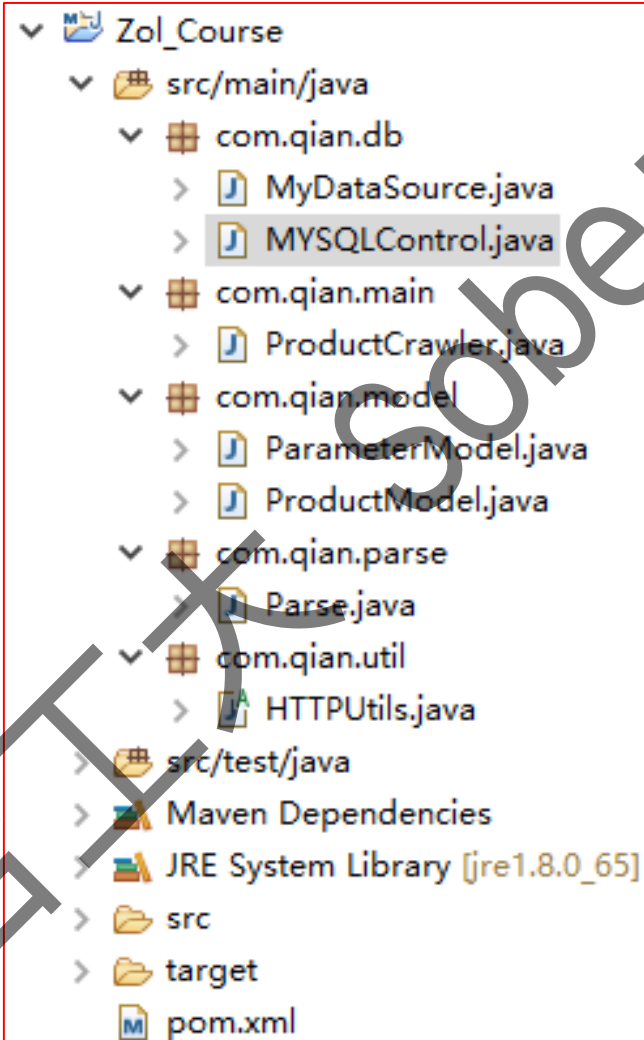 Zol_Course
src/main/java
com.qian.db
MyDataSource.java
MYSQLControl.java
com.qian.main
ProductCrawler.java
com.qian.model
ParameterModel.java
ProductModel.java
com.qian.parse
Parse.java
com.qian.util
HTTPUtils.java
src/test/java
Maven Dependencies
JRE System Library [jre1.8.0_65]
src
target
pom.xml